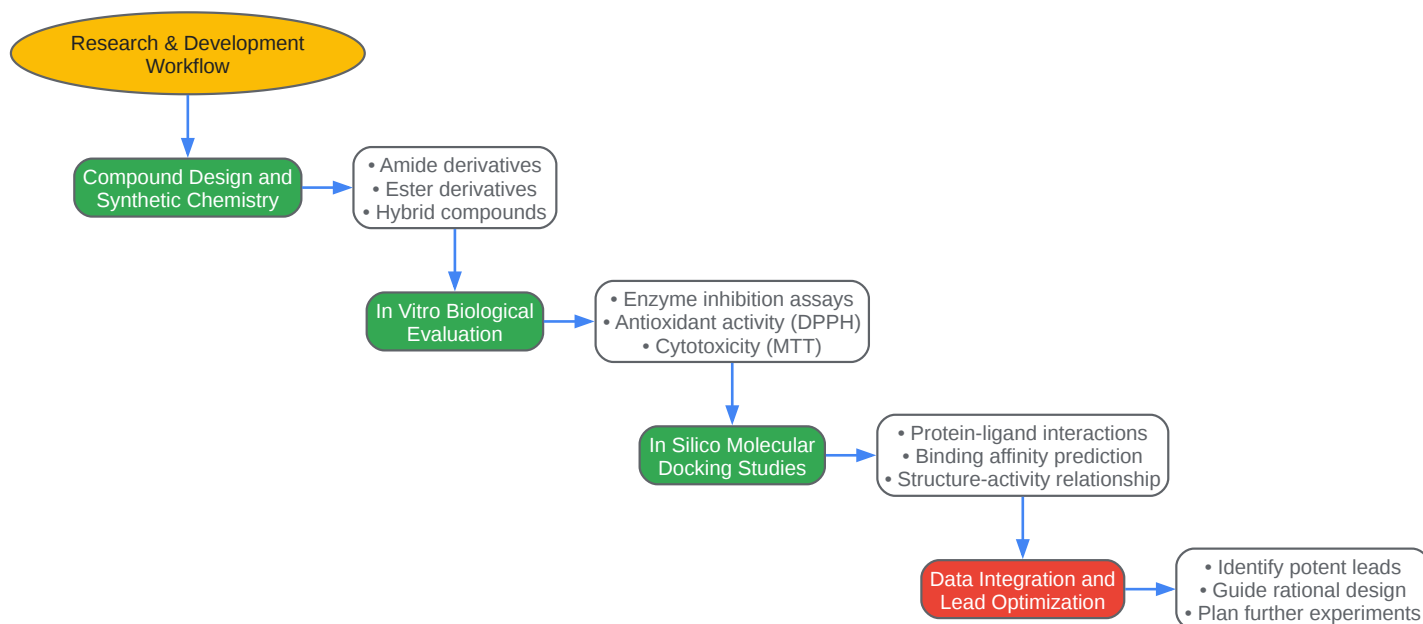 Research & Development
Workflow
Compound Design and
Synthetic Chemistry
• Amide derivatives
• Ester derivatives
• Hybrid compounds
In Vitro Biological
Evaluation
• Enzyme inhibition assays
• Antioxidant activity (DPPH)
• Cytotoxicity (MTT)
In Silico Molecular
Docking Studies
• Protein-ligand interactions
• Binding affinity prediction
• Structure-activity relationship
Data Integration and
Lead Optimization
• Identify potent leads
• Guide rational design
• Plan further experiments